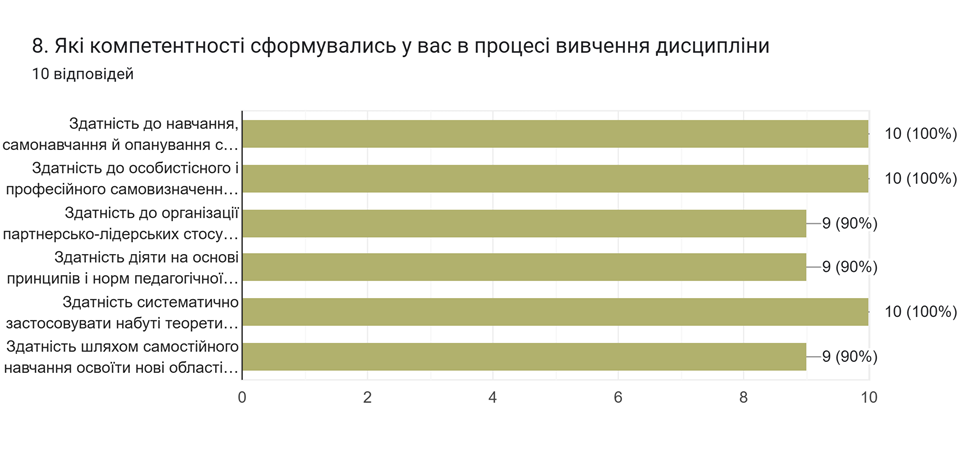 8. Які компетентності сформувались у вас в процесі вивчення дисципліни
10 відповідей
Здатність до навчання,
самонавчання й опанування с…
10 (100%)
Здатність до особистісного і
професійного самовизначенн…
10 (100%)
Здатність до організації
партнерсько-лідерських стосу…
9 (90%)
Здатність діяти на основі
принципів і норм педагогічної…
9 (90%)
Здатність систематично
застосовувати набуті теорети…
10 (100%)
Здатність шляхом самостійного
навчання освоїти нові області…
9 (90%)
0 2 4 6 8 10